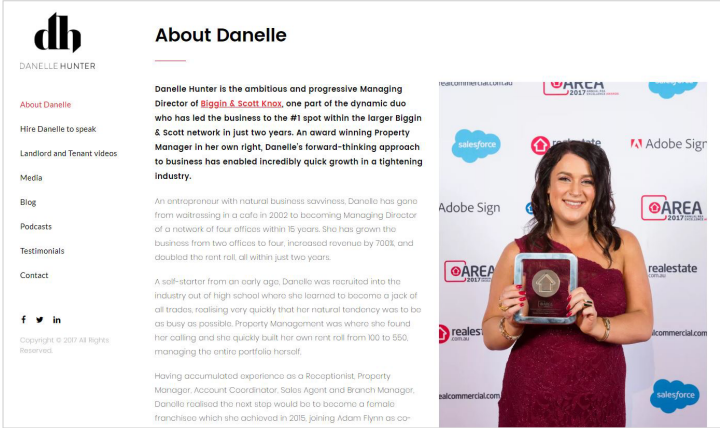 dh
DANELLE HUNTER
About Danelle
Hire Danelle to speak
Landlord and Tenant videos
Media
Blog
Podcasts
Testimonials
Contact
Copyright © 2017 All Rights
Reserved.
About Danelle
Danelle Hunter is the ambitious and progressive Managing
Director of Biggin & Scott Knox, one part of the dynamic duo
who has led the business to the #1 spot within the larger Biggin
& Scott network in just two years. An award winning Property
Manager in her own right, Danelle's forward-thinking approach
to business has enabled incredibly quick growth in a tightening
industry.
An entrepreneur with natural business savviness, Danelle has gone
from waitressing in a cafe in 2002 to becoming Managing Director
of a network of four offices within 15 years. She has grown the
business from two offices to four, increased revenue by 700%, and
doubled the rent roll, all within just two years.
A self-starter from an early age, Danelle was recruited into the
industry out of high school where she learned to become a jack of
all trades, realising very quickly that her natural tendency was to be
as busy as possible. Property Management was where she found
her calling and she quickly built her own rent roll from 100 to 550,
managing the entire portfolio herself.
Having accumulated experience as a Receptionist, Property
Manager, Account Coordinator, Sales Agent and Branch Manager,
Danelle realised the next step would be to become a female
franchisee which she achieved in 2015, joining Adam Flynn as co-
realcommercial.com.au
AREA
2017
salesforce
realestate
Adobe Sign
Adobe Sign
AREA
2017
AREA
2017
realestate
.com.au
reales
.com.au
lcommercial.com
ealcommercial.com
salesforce